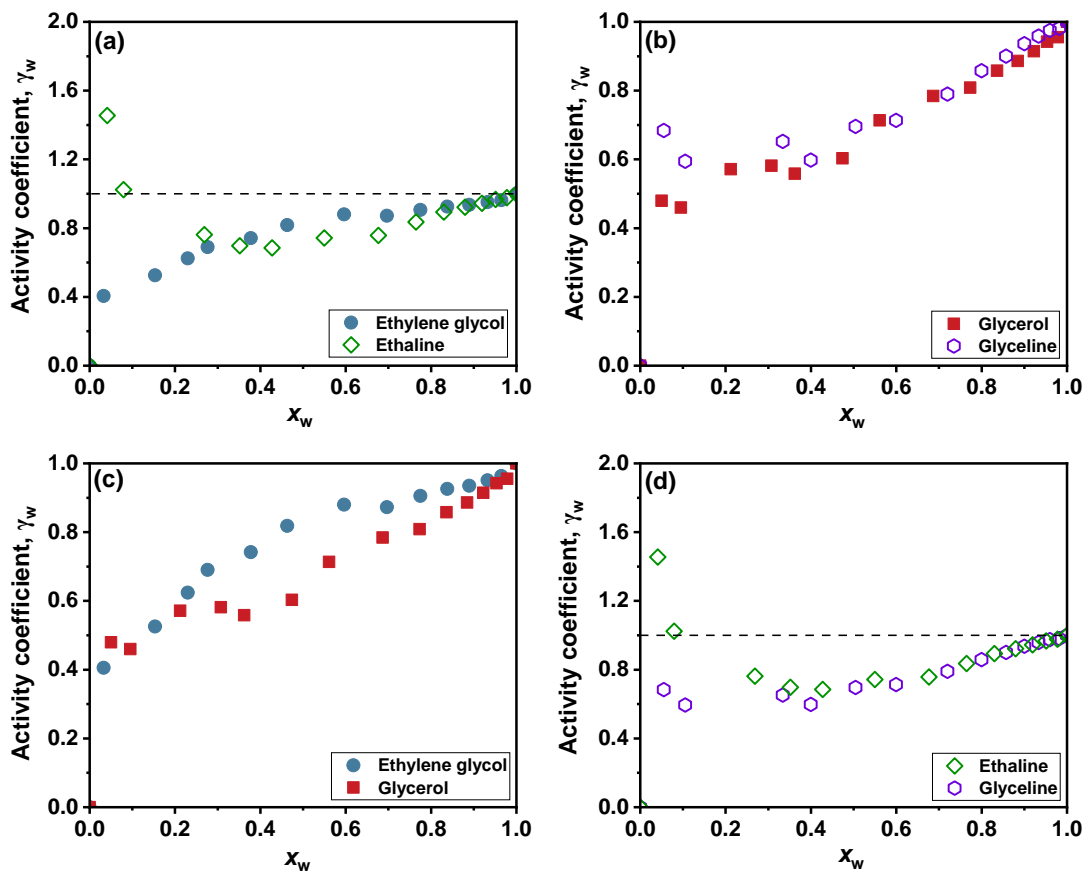 (a)
Activity coefficient, γw
2.0
1.6
1.2
0.8
0.4
0.0
0.0 0.2 0.4 0.6 0.8 1.0
xw
Ethylene glycol
Ethaline
(b)
Activity coefficient, γw
1.0
0.8
0.6
0.4
0.2
0.0
0.0 0.2 0.4 0.6 0.8 1.0
xw
Glycerol
Glyceline
(c)
Activity coefficient, γw
1.0
0.8
0.6
0.4
0.2
0.0
0.0 0.2 0.4 0.6 0.8 1.0
xw
Ethylene glycol
Glycerol
(d)
Activity coefficient, γw
2.0
1.6
1.2
0.8
0.4
0.0
0.0 0.2 0.4 0.6 0.8 1.0
xw
Ethaline
Glyceline